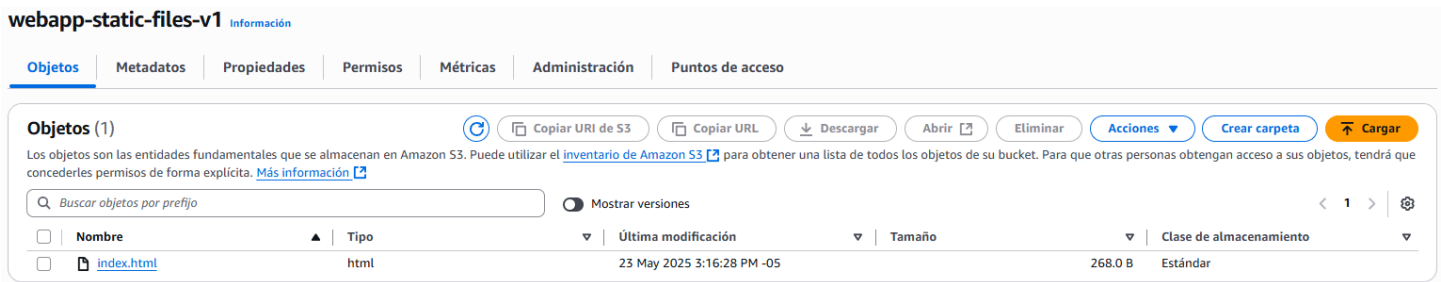 webapp-static-files-v1 Información
Objetos Metadatos Propiedades Permisos Métricas Administración Puntos de acceso
Objetos (1) Copiar URI de S3 Copiar URL Descargar Abrir Eliminar Acciones Crear carpeta Cargar
Los objetos son las entidades fundamentales que se almacenan en Amazon S3. Puede utilizar el inventario de Amazon S3 para obtener una lista de todos los objetos de su bucket. Para que otras personas obtengan acceso a sus objetos, tendrá que
concederles permisos de forma explícita. Más información
Buscar objetos por prefijo Mostrar versiones 1
Nombre Tipo Última modificación Tamaño Clase de almacenamiento
index.html html 23 May 2025 3:16:28 PM -05 268.0 B Estándar